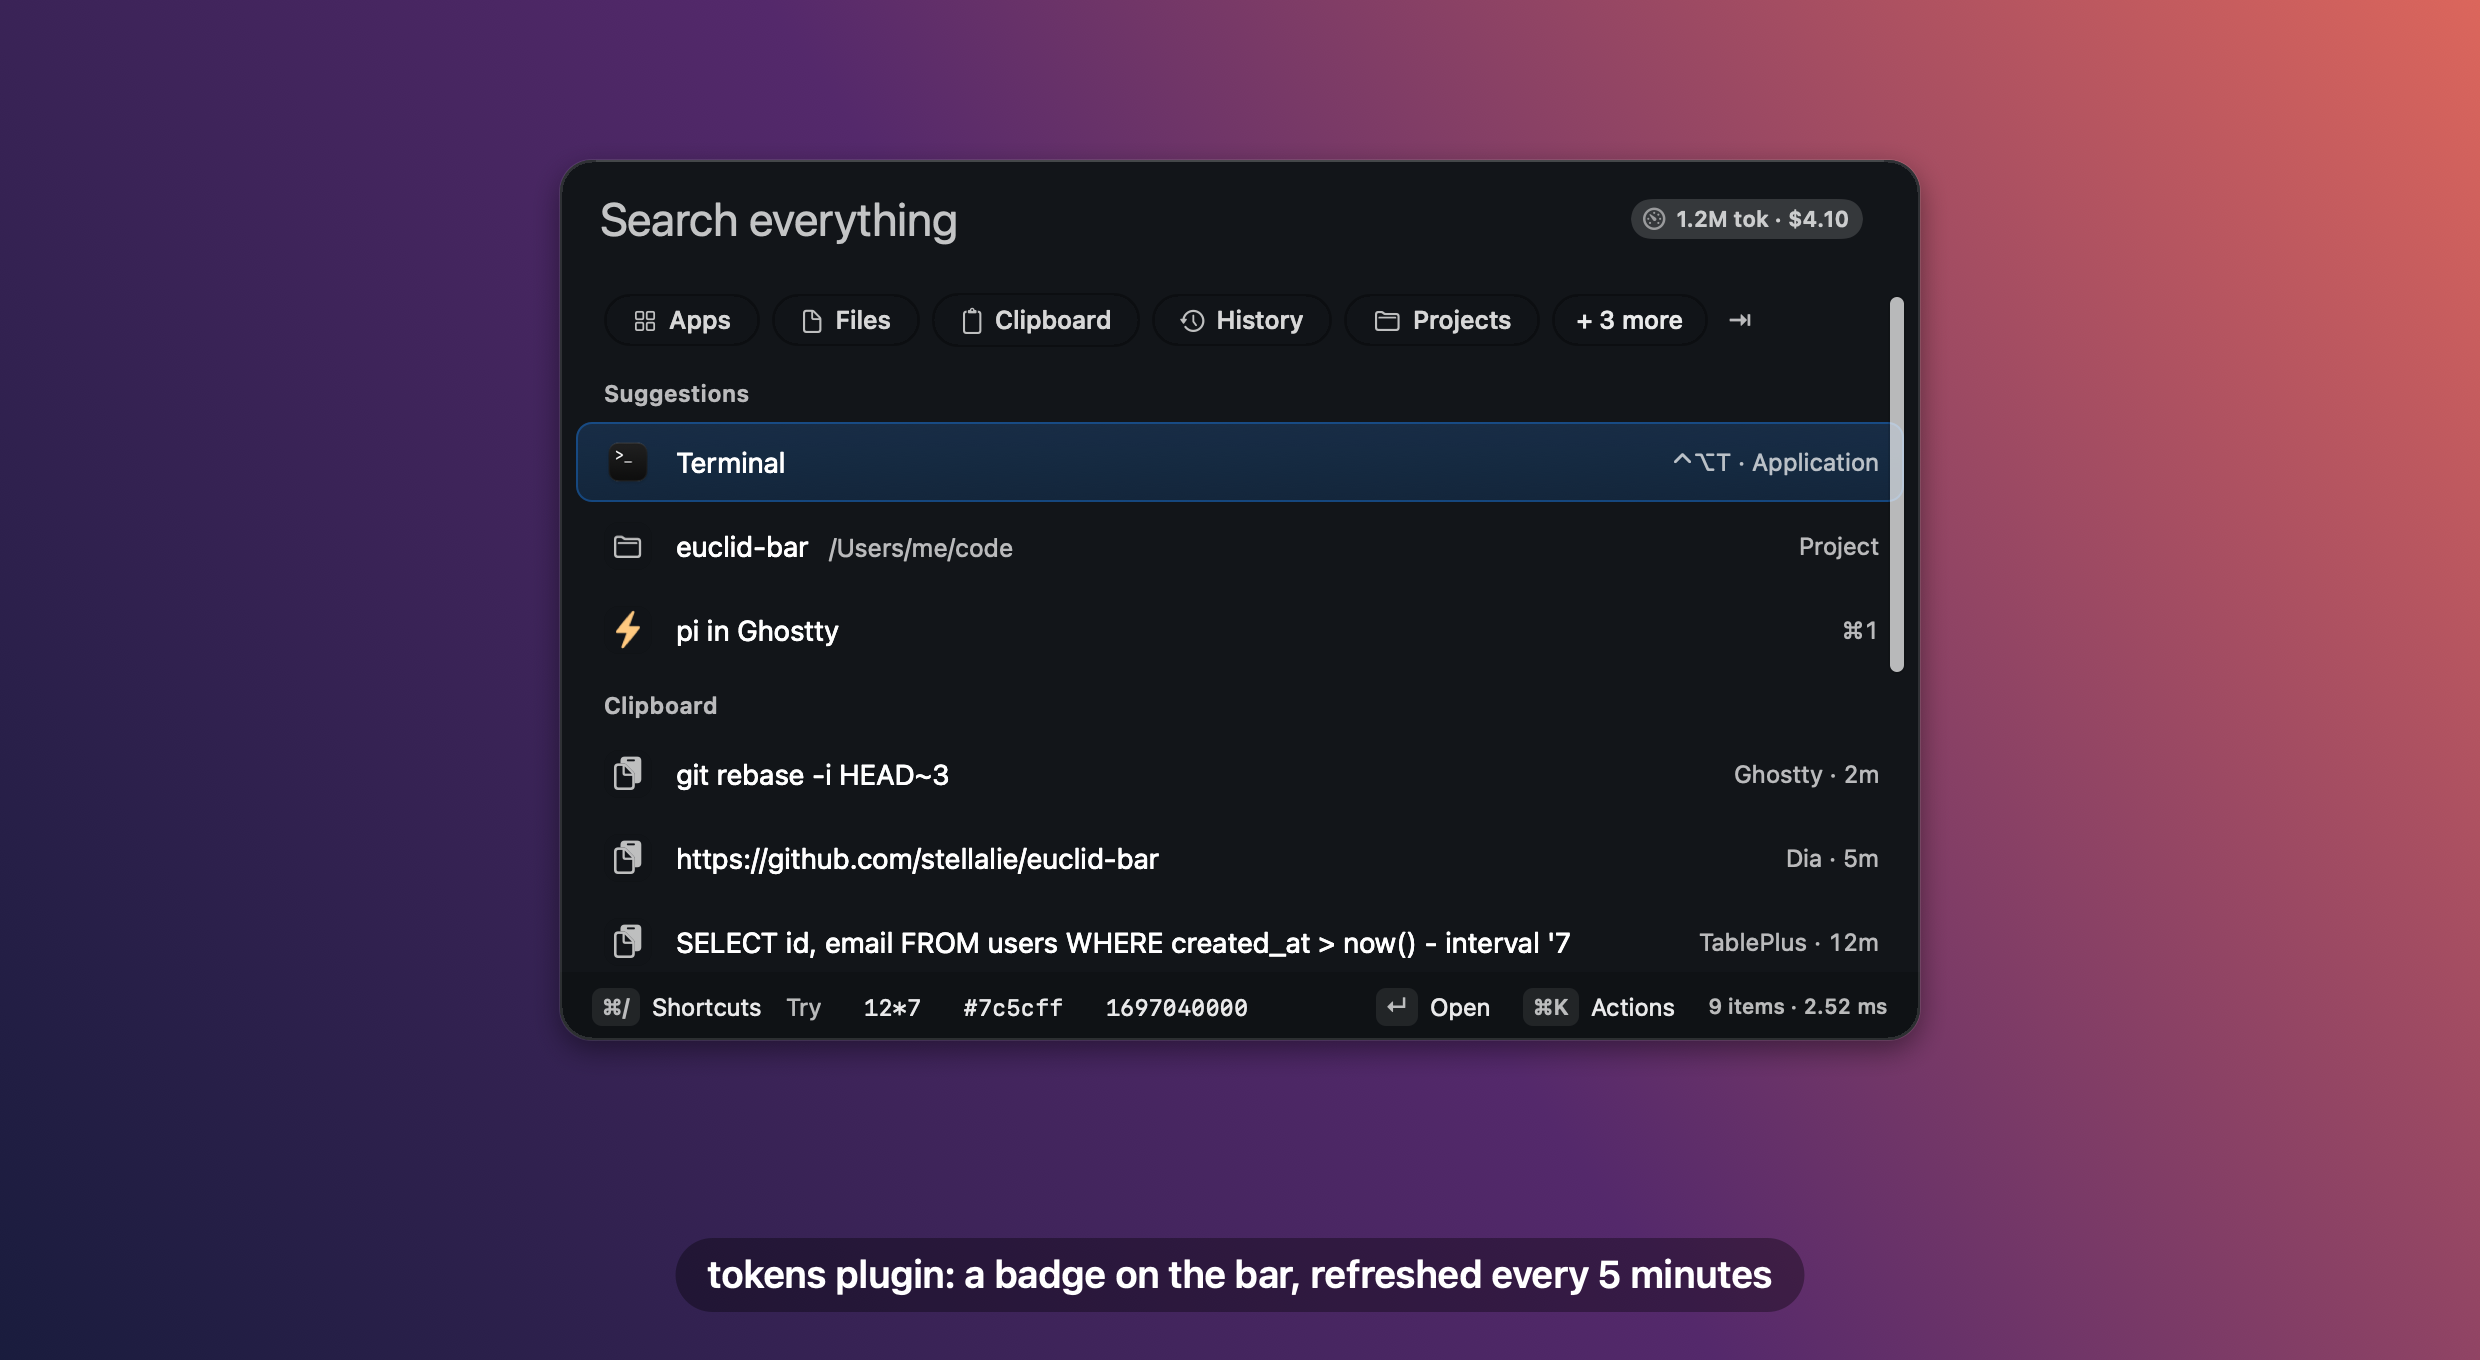 Search everything
1.2M tok · $4.10
Apps
Files
Clipboard
History
Projects
+ 3 more
Suggestions
>_
Terminal
^⌥T · Application
euclid-bar /Users/me/code
Project
pi in Ghostty
⌘1
Clipboard
git rebase -i HEAD~3
Ghostty · 2m
https://github.com/stellalie/euclid-bar
Dia · 5m
SELECT id, email FROM users WHERE created_at > now() - interval '7
TablePlus · 12m
⌘/ Shortcuts Try 12*7 #7c5cff 1697040000
↵ Open ⌘K Actions 9 items · 2.52 ms
tokens plugin: a badge on the bar, refreshed every 5 minutes